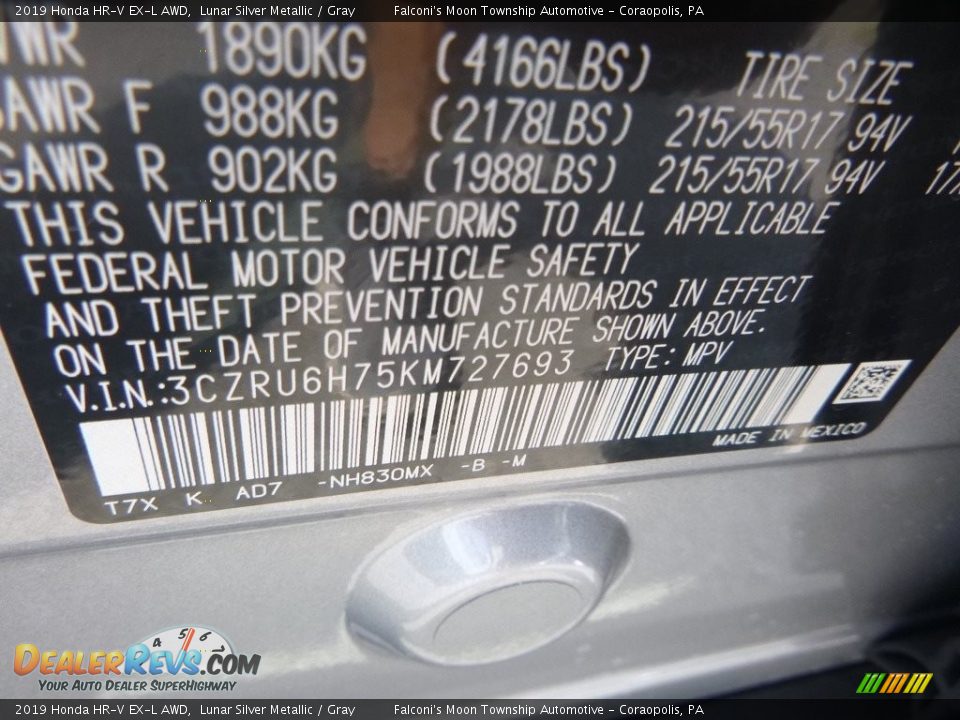 2019 Honda HR-V EX-L AWD, Lunar Silver Metallic / Gray Falconi's Moon Township Automotive - Coraopolis, PA
1890KG (4166LBS) TIRE SIZE
GAWR F 988KG (2178LBS) 215/55R17 94V
GAWR R 902KG (1988LBS) 215/55R17 94V
THIS VEHICLE CONFORMS TO ALL APPLICABLE
FEDERAL MOTOR VEHICLE SAFETY
AND THEFT PREVENTION STANDARDS IN EFFECT
ON THE DATE OF MANUFACTURE SHOWN ABOVE.
V.I.N.:3CZRU6H75KM727693 TYPE: MPV
MADE IN MEXICO
T7X K AD7 -NH830MX -B -M
4 5 6
DEALERREVS.COM
YOUR AUTO DEALER SUPERHIGHWAY
2019 Honda HR-V EX-L AWD, Lunar Silver Metallic / Gray Falconi's Moon Township Automotive - Coraopolis, PA